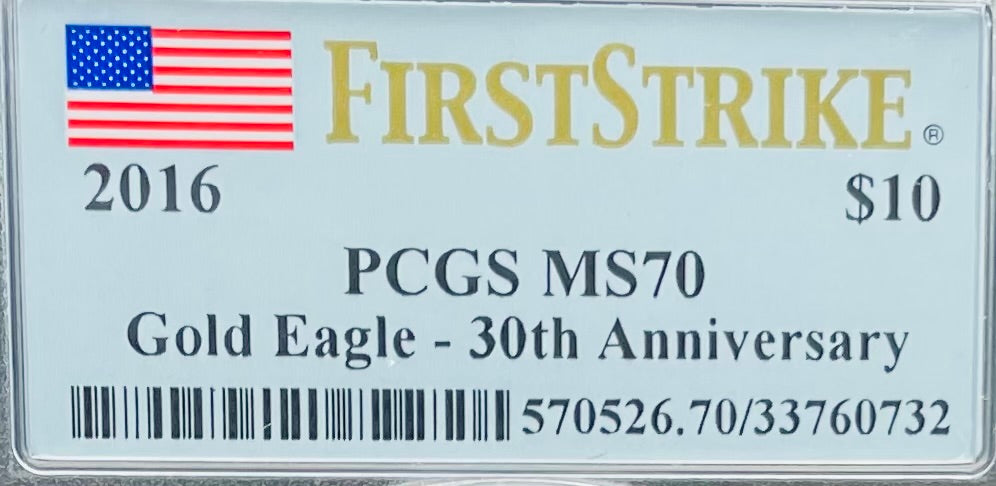 FIRSTSTRIKE®
2016 $10
PCGS MS70
Gold Eagle - 30th Anniversary
570526.70/33760732